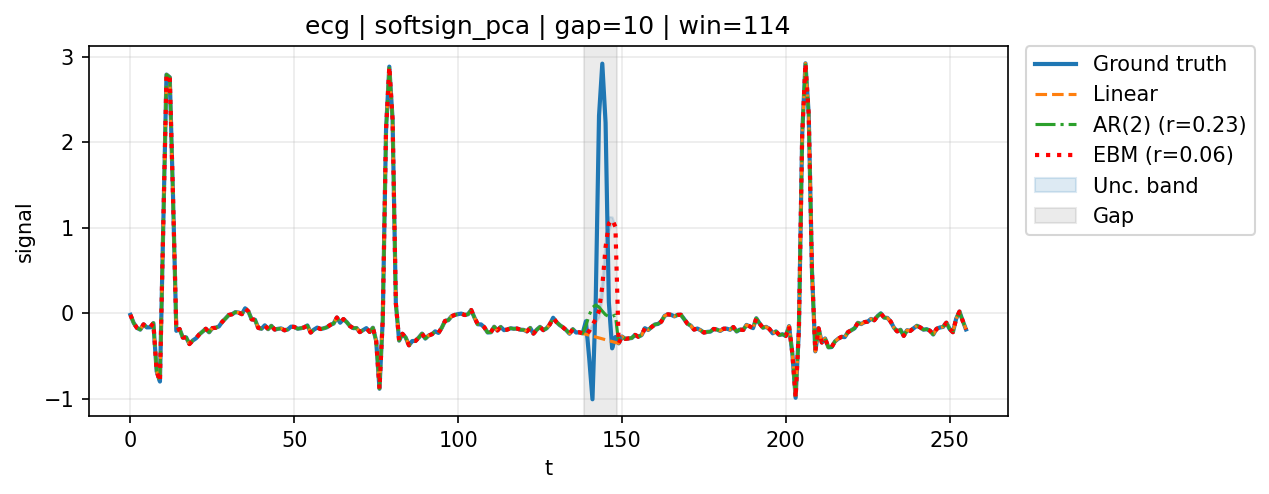 ecg | softsign_pca | gap=10 | win=114
3
2
1
0
−1
signal
0
50
100
150
200
250
t
Ground truth
Linear
AR(2) (r=0.23)
EBM (r=0.06)
Unc. band
Gap